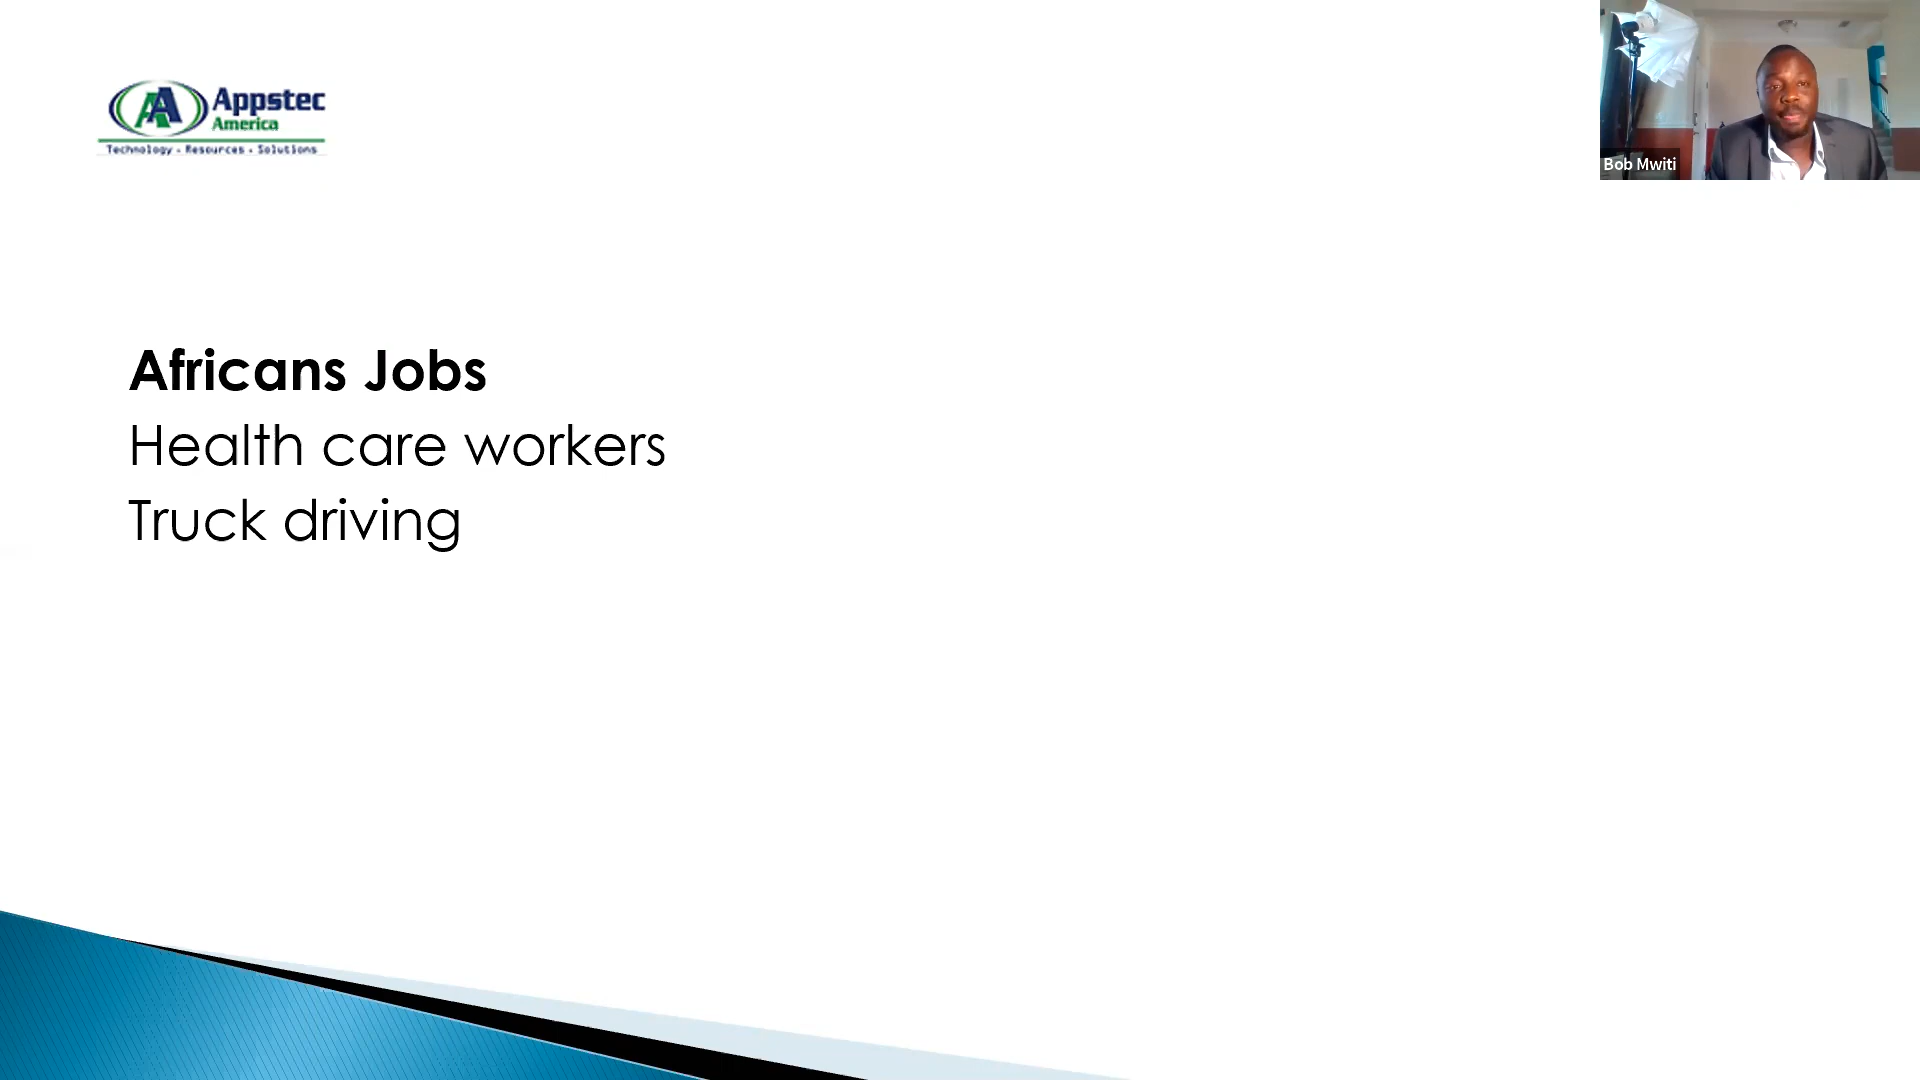 Appstec
America
Technology - Resources - Solutions
Bob Mwiti
Africans Jobs
Health care workers
Truck driving